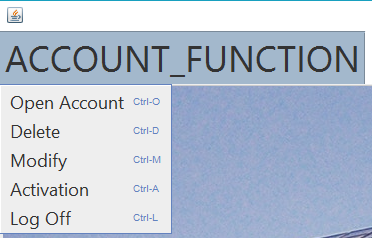 ACCOUNT_FUNCTION
Open Account Ctrl-O
Delete Ctrl-D
Modify Ctrl-M
Activation Ctrl-A
Log Off Ctrl-L